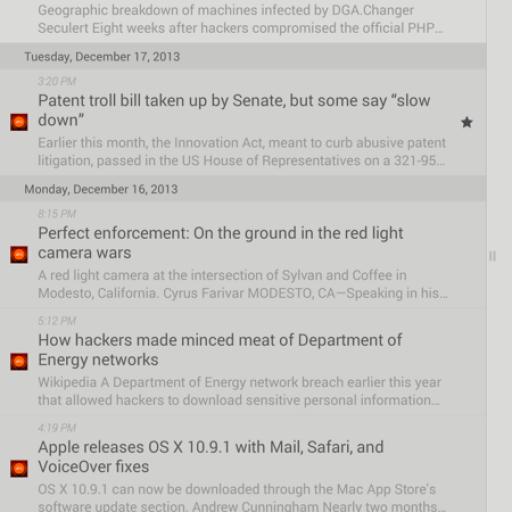 Geographic breakdown of machines infected by DGA.Changer
Seculert Eight weeks after hackers compromised the official PHP...
Tuesday, December 17, 2013
3:20 PM
Patent troll bill taken up by Senate, but some say “slow
down”
Earlier this month, the Innovation Act, meant to curb abusive patent
litigation, passed in the US House of Representatives on a 321-95...
Monday, December 16, 2013
8:15 PM
Perfect enforcement: On the ground in the red light
camera wars
A red light camera at the intersection of Sylvan and Coffee in
Modesto, California. Cyrus Farivar MODESTO, CA—Speaking in his...
5:12 PM
How hackers made minced meat of Department of
Energy networks
Wikipedia A Department of Energy network breach earlier this year
that allowed hackers to download sensitive personal information...
4:19 PM
Apple releases OS X 10.9.1 with Mail, Safari, and
VoiceOver fixes
OS X 10.9.1 can now be downloaded through the Mac App Store's
software update section. Andrew Cunningham Nearly two months...